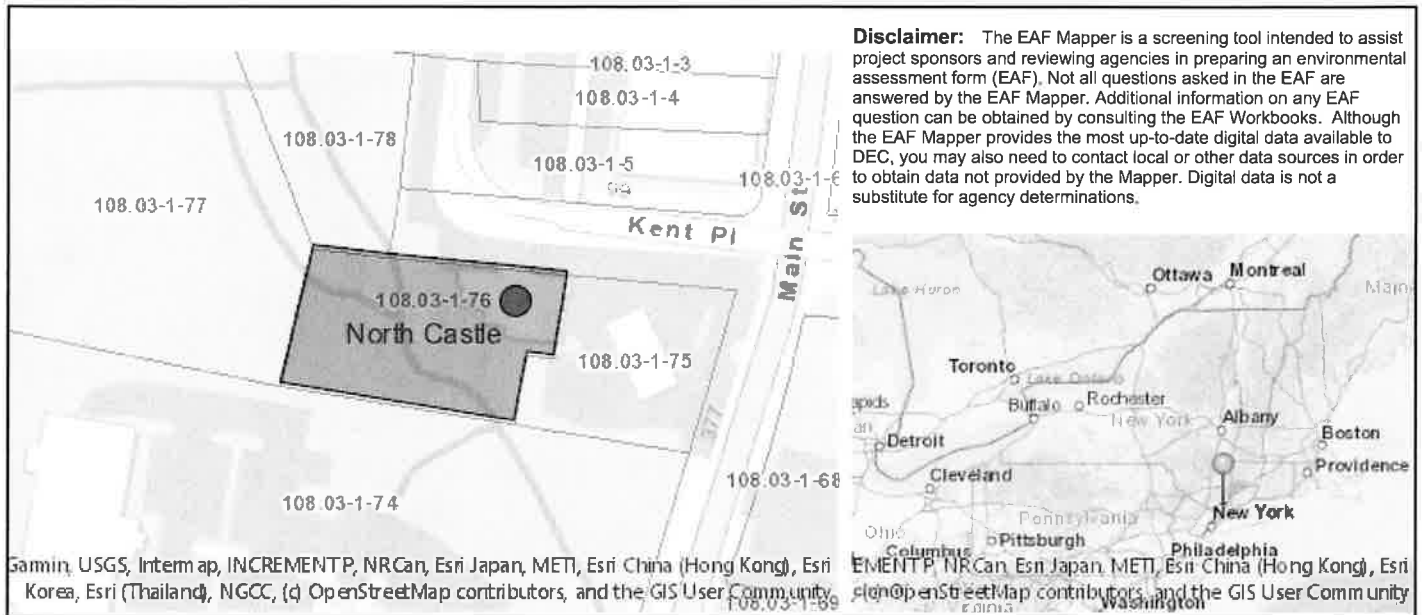 Disclaimer: The EAF Mapper is a screening tool intended to assist
project sponsors and reviewing agencies in preparing an environmental
assessment form (EAF). Not all questions asked in the EAF are
answered by the EAF Mapper. Additional information on any EAF
question can be obtained by consulting the EAF Workbooks. Although
the EAF Mapper provides the most up-to-date digital data available to
DEC, you may also need to contact local or other data sources in order
to obtain data not provided by the Mapper. Digital data is not a
substitute for agency determinations.
108.03-1-3
108.03-1-4
108.03-1-78
108.03-1-5
108.03-1-6
108.03-1-77
Kent Pl
Main St
108.03-1-76
North Castle
108.03-1-75
377
108.03-1-68
108.03-1-74
108.03-1-69
Garmin, USGS, Intermap, INCREMENT P, NRCan, Esri Japan, METI, Esri China (Hong Kong), Esri
Korea, Esri (Thailand), NGCC, (c) OpenStreetMap contributors, and the GIS User Community
Ottawa
Montreal
Lake Huron
Main
Toronto
Lake Ontario
apids
Buffalo
Rochester
New York
Albany
an
Detroit
Boston
Cleveland
Providence
New York
Pennsylvania
Ohio
Pittsburgh
Columbus
Philadelphia
EMENT P, NRCan, Esri Japan, METI, Esri China (Hong Kong), Esri
OpenStreetMap contributors, and the GIS User Community
Washington